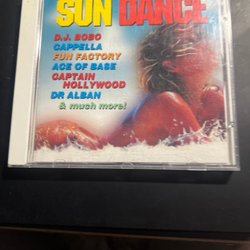 SUN DANCE
D.J. BOBO
CAPPELLA
FUN FACTORY
ACE OF BASE
CAPTAIN
HOLLYWOOD
DR ALBAN
& much more!